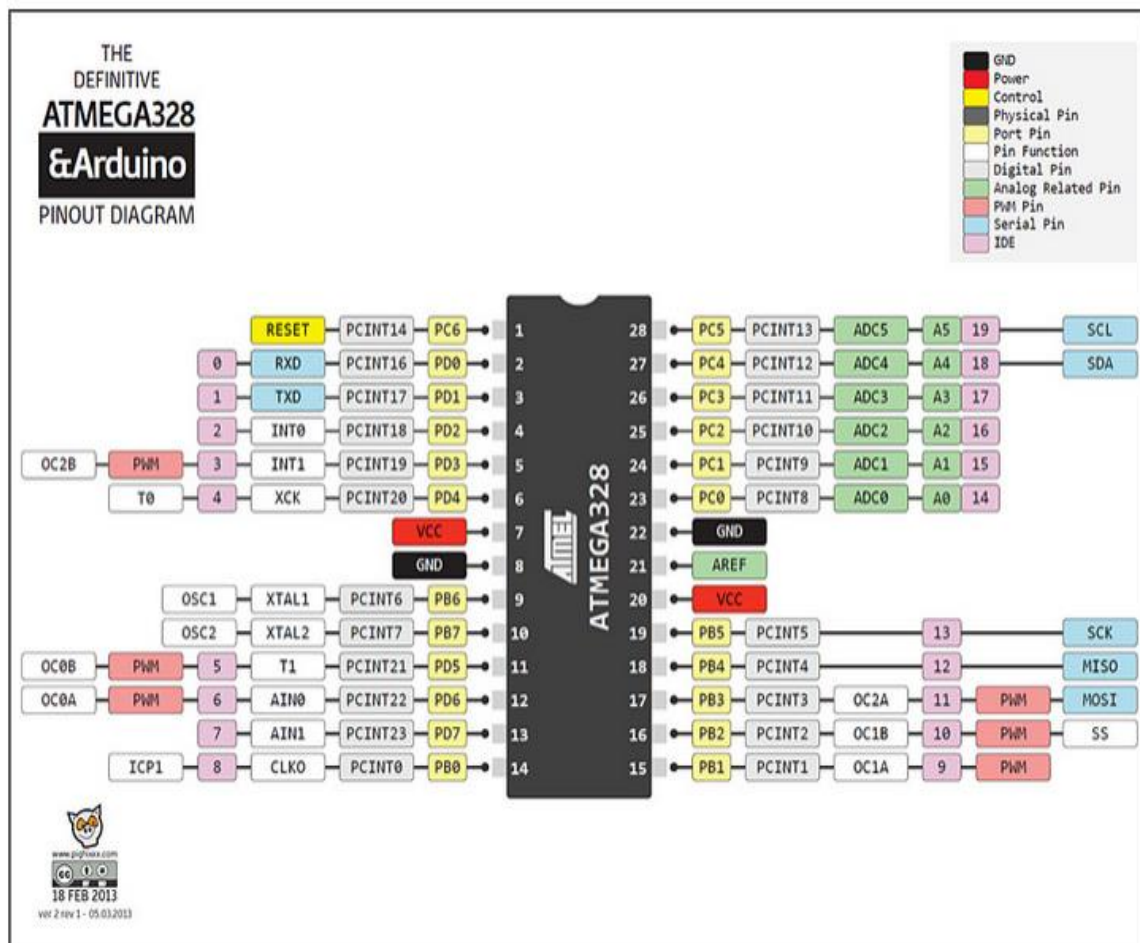 THE
DEFINITIVE
ATMEGA328
&Arduino
PINOUT DIAGRAM
GND
Power
Control
Physical Pin
Port Pin
Pin Function
Digital Pin
Analog Related Pin
PWM Pin
Serial Pin
IDE
RESET PCINT14 PC6 1 28 PC5 PCINT13 ADC5 A5 19 SCL
0 RXD PCINT16 PD0 2 27 PC4 PCINT12 ADC4 A4 18 SDA
1 TXD PCINT17 PD1 3 26 PC3 PCINT11 ADC3 A3 17
2 INT0 PCINT18 PD2 4 25 PC2 PCINT10 ADC2 A2 16
OC2B PWM 3 INT1 PCINT19 PD3 5 24 PC1 PCINT9 ADC1 A1 15
T0 4 XCK PCINT20 PD4 6 23 PC0 PCINT8 ADC0 A0 14
VCC 7 22 GND
GND 8 21 AREF
OSC1 XTAL1 PCINT6 PB6 9 20 VCC
OSC2 XTAL2 PCINT7 PB7 10 19 PB5 PCINT5 13 SCK
OC0B PWM 5 T1 PCINT21 PD5 11 18 PB4 PCINT4 12 MISO
OC0A PWM 6 AIN0 PCINT22 PD6 12 17 PB3 PCINT3 OC2A 11 PWM MOSI
7 AIN1 PCINT23 PD7 13 16 PB2 PCINT2 OC1B 10 PWM SS
ICP1 8 CLKO PCINT0 PB0 14 15 PB1 PCINT1 OC1A 9 PWM
ATMEL
ATMEGA328
www.pighixxx.com
cc
18 FEB 2013
ver 2 rev 1 - 05.03.2013